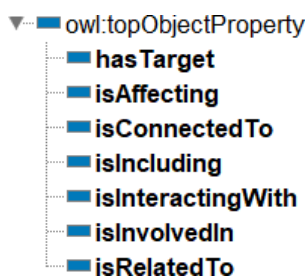 owl:topObjectProperty
hasTarget
isAffecting
isConnectedTo
isIncluding
isInteractingWith
isInvolvedIn
isRelatedTo